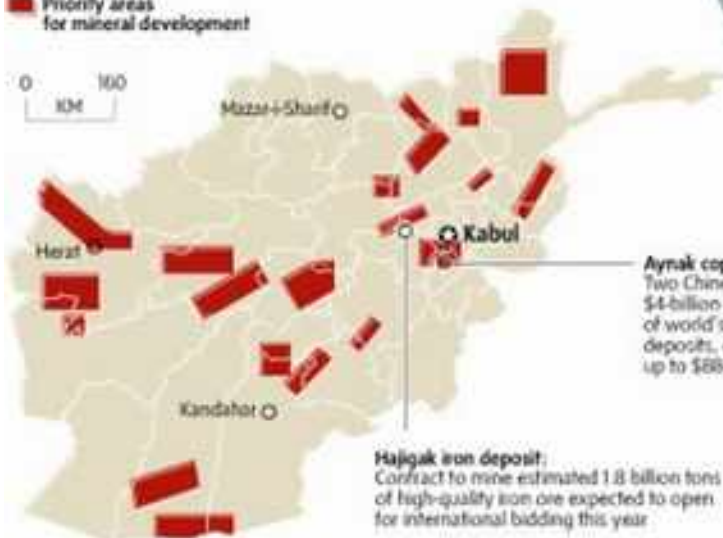 Priority areas
for mineral development
0 160
KM
Mazar-i-Sharif
Herat
Kabul
Aynak cop
Two Chine
$4-billion
of world's
deposits,
up to $88
Kandahar
Hajigak iron deposit:
Contract to mine estimated 1.8 billion tons
of high-quality iron ore expected to open
for international bidding this year